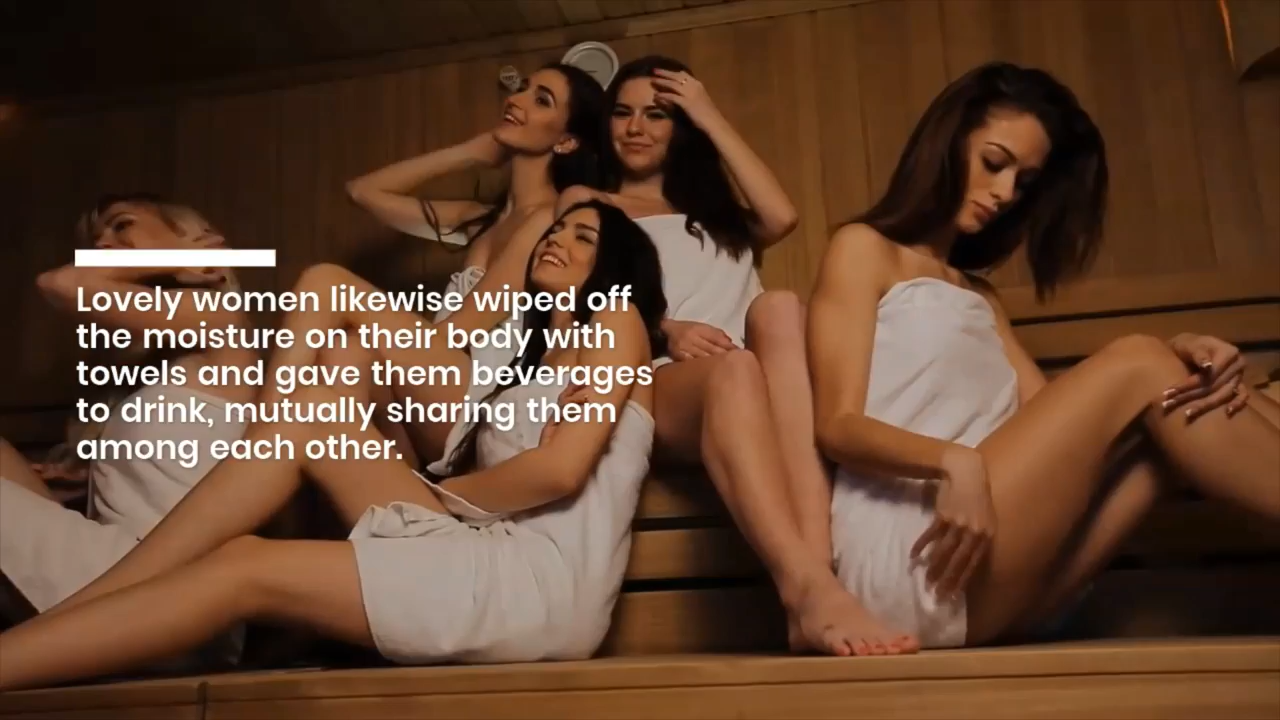 Lovely women likewise wiped off
the moisture on their body with
towels and gave them beverages
to drink, mutually sharing them
among each other.